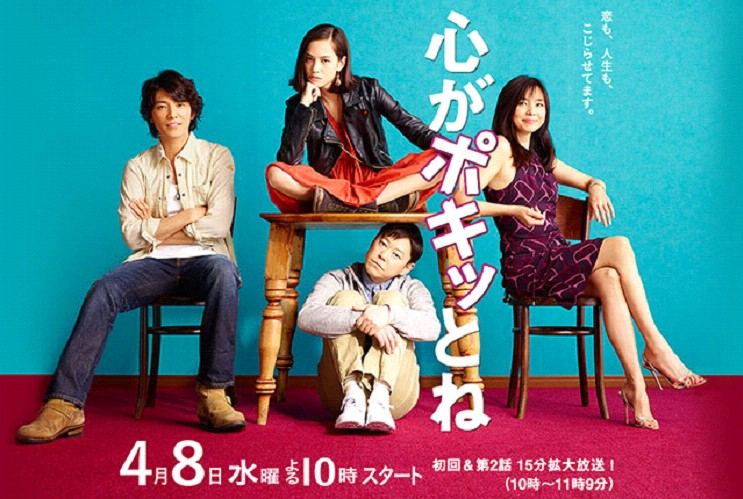 恋も、人生も、
こじらせてます。
心がポキッとね
4月8日水曜よる10時スタート
初回&第2話 15分拡大放送!
(10時〜11時9分)